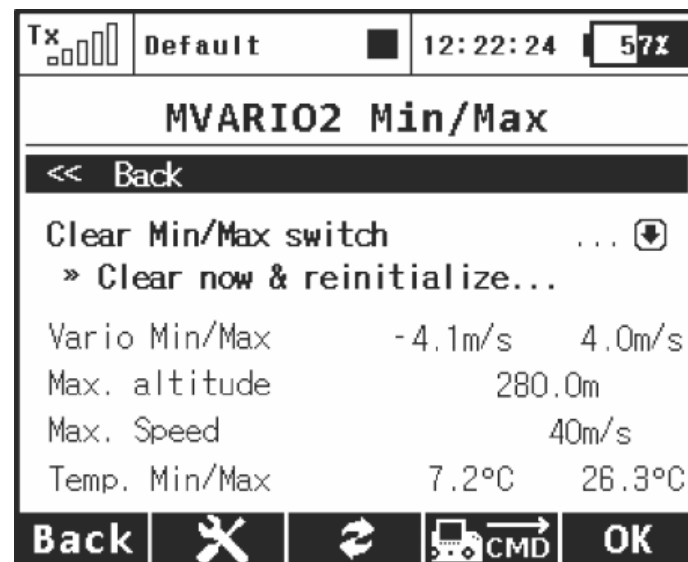 Tx Default 12:22:24 57%
MVARIO2 Min/Max
<< Back
Clear Min/Max switch ...
» Clear now & reinitialize...
Vario Min/Max -4.1m/s 4.0m/s
Max. altitude 280.0m
Max. Speed 40m/s
Temp. Min/Max 7.2°C 26.3°C
Back CMD OK